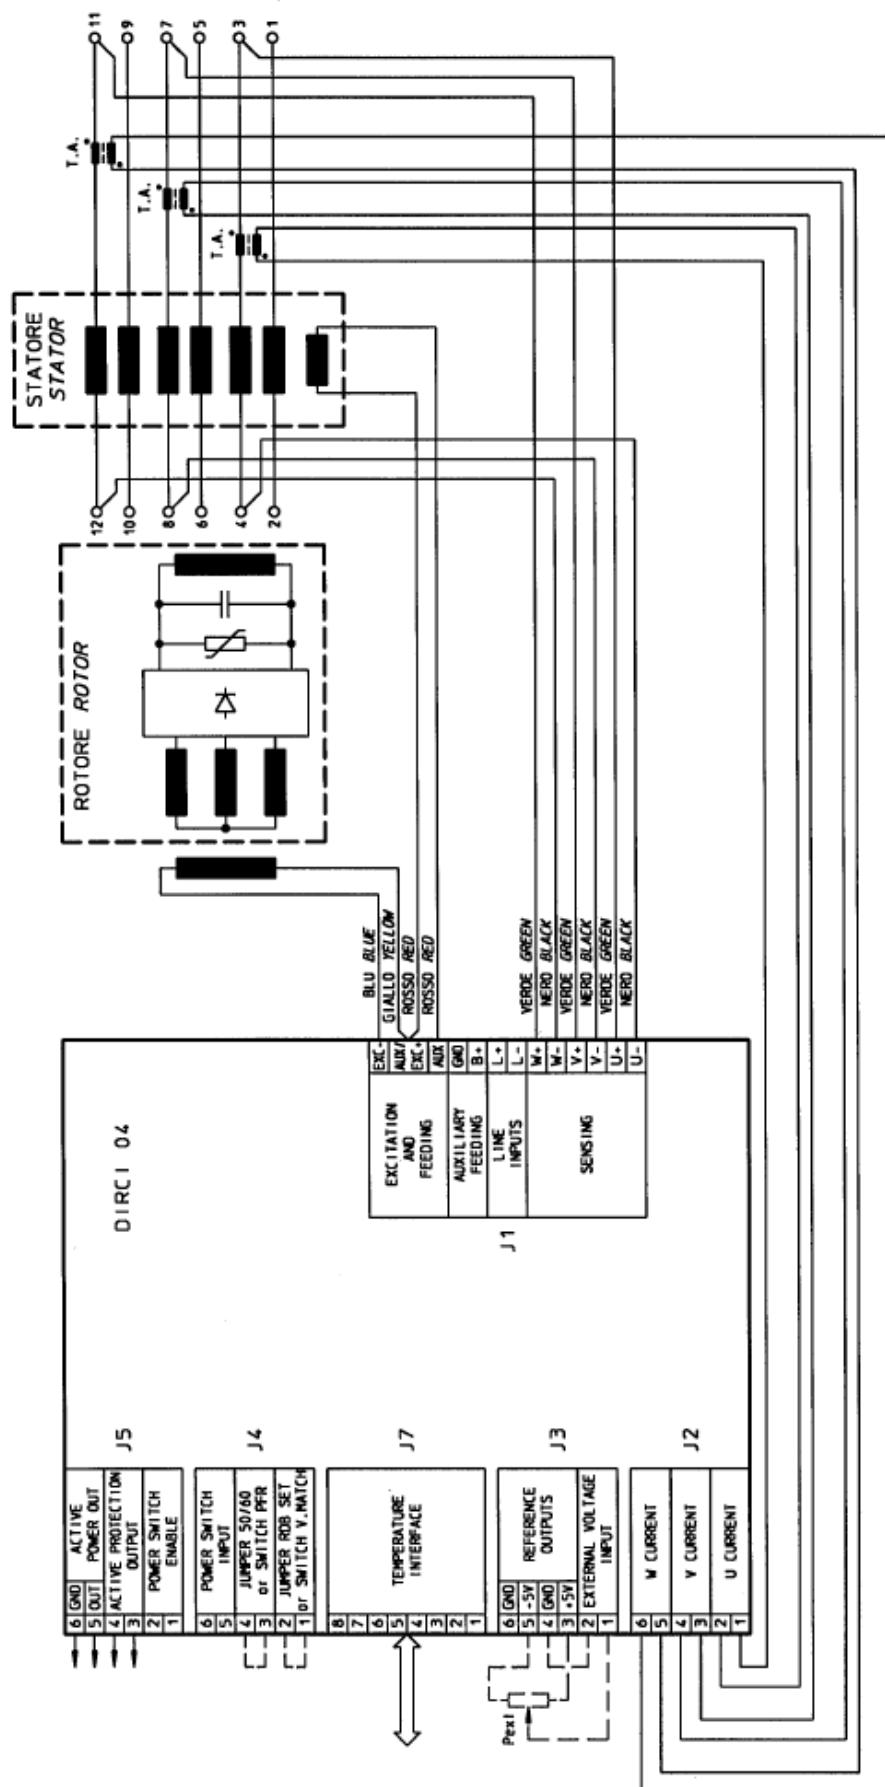 11
9
7
5
3
1
T.A.
T.A.
T.A.
STATORE
STATOR
12
10
8
6
4
2
ROTORE ROTOR
BLU BLUE
GIALLO YELLOW
ROSSO RED
ROSSO RED
VERDE GREEN
NERO BLACK
VERDE GREEN
NERO BLACK
VERDE GREEN
NERO BLACK
DIRCI 04
EXC-
AUX/
EXC+
AUX
GND
B+
L+
L-
W+
W-
V+
V-
U+
U-
EXCITATION
AND
FEEDING
AUXILIARY
FEEDING
LINE
INPUTS
SENSING
J1
J5
6 GND
5 OUT
ACTIVE
POWER OUT
4
3
ACTIVE PROTECTION
OUTPUT
2
1
POWER SWITCH
ENABLE
J4
6
5
POWER SWITCH
INPUT
4
3
JUMPER 50/60
or SWITCH PFR
2
1
JUMPER RDB SET
or SWITCH V.MATCH
J7
8
7
6
5
4
3
2
1
TEMPERATURE
INTERFACE
J3
6 GND
5 -5V
4 GND
3 +5V
REFERENCE
OUTPUTS
2
1
EXTERNAL VOLTAGE
INPUT
Pext
J2
6
5
W CURRENT
4
3
V CURRENT
2
1
U CURRENT